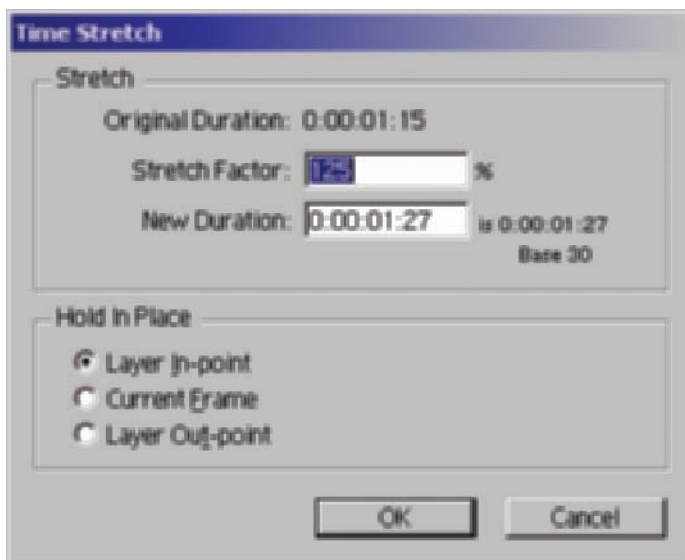 Time Stretch
Stretch
Original Duration: 0:00:01:15
Stretch Factor: 125 %
New Duration: 0:00:01:27 is 0:00:01:27
Base 30
Hold In Place
Layer In-point
Current Frame
Layer Out-point
OK Cancel